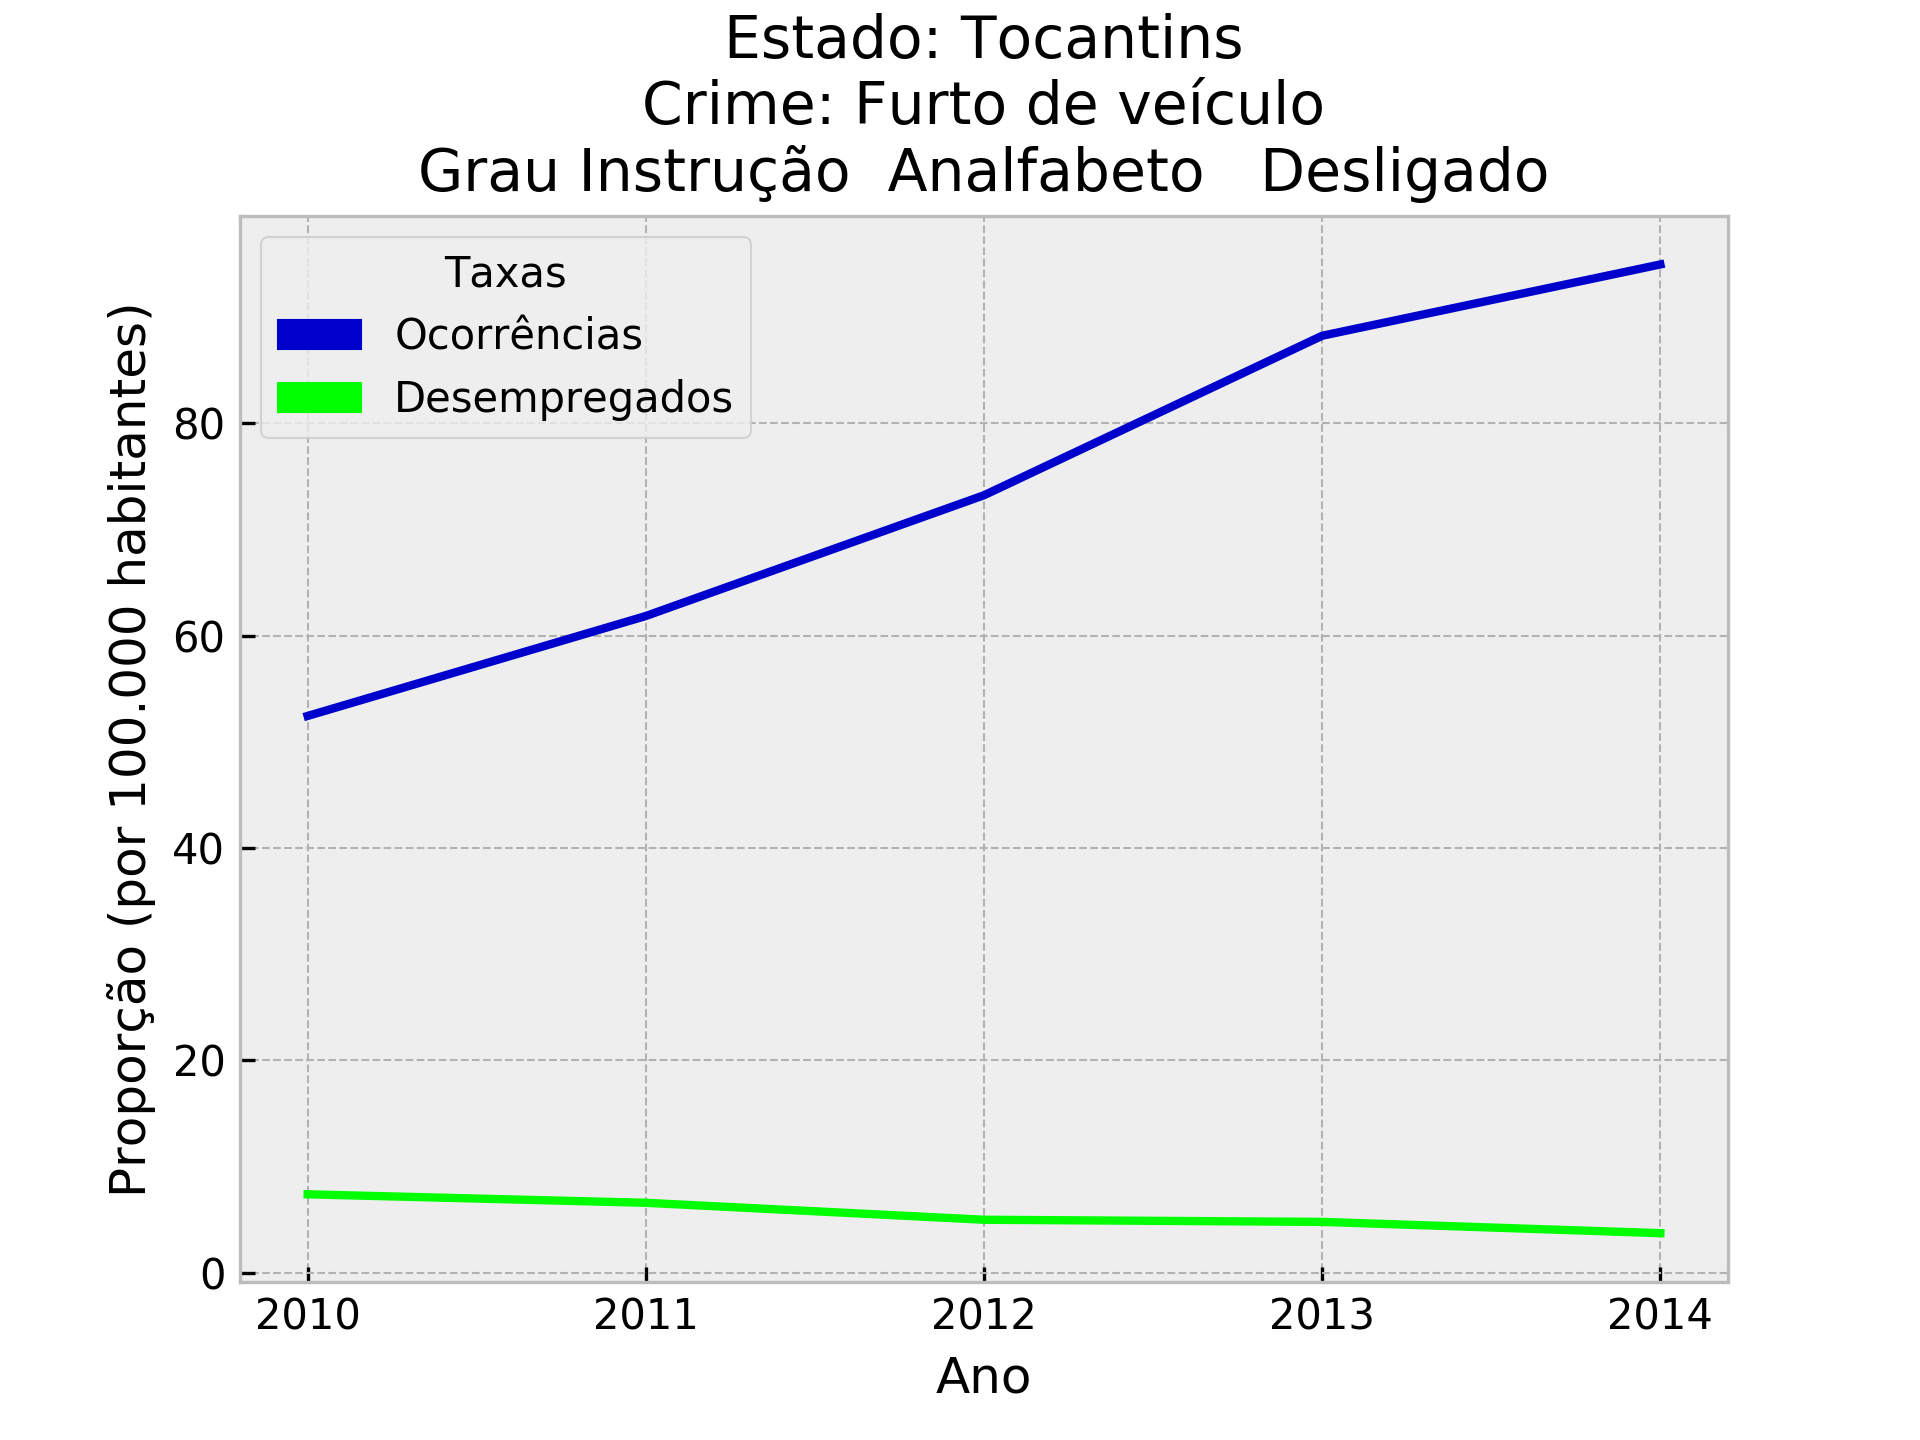 Estado: Tocantins
Crime: Furto de veículo
Grau Instrução  Analfabeto   Desligado
Taxas
Ocorrências
Desempregados
Proporção (por 100.000 habitantes)
80
60
40
20
0
2010 2011 2012 2013 2014
Ano